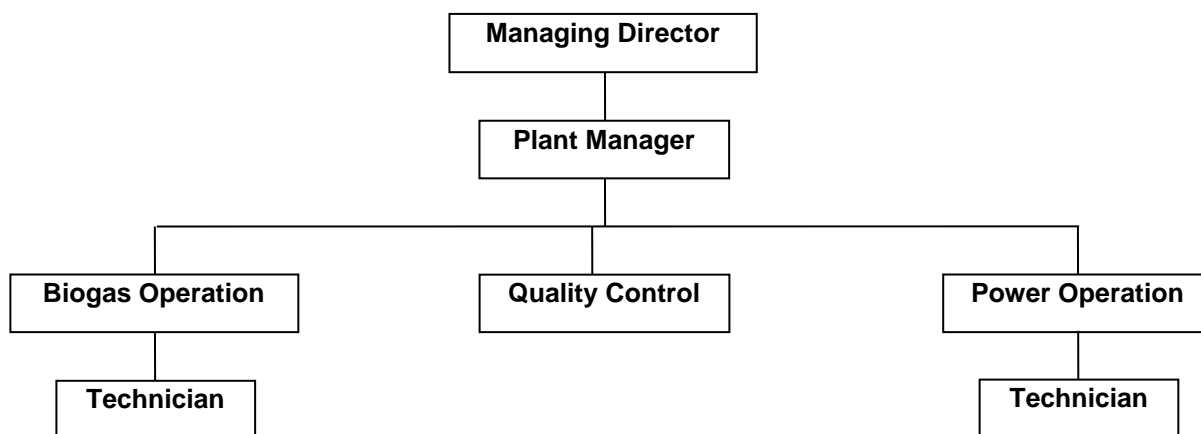 Managing Director
Plant Manager
Biogas Operation
Quality Control
Power Operation
Technician
Technician